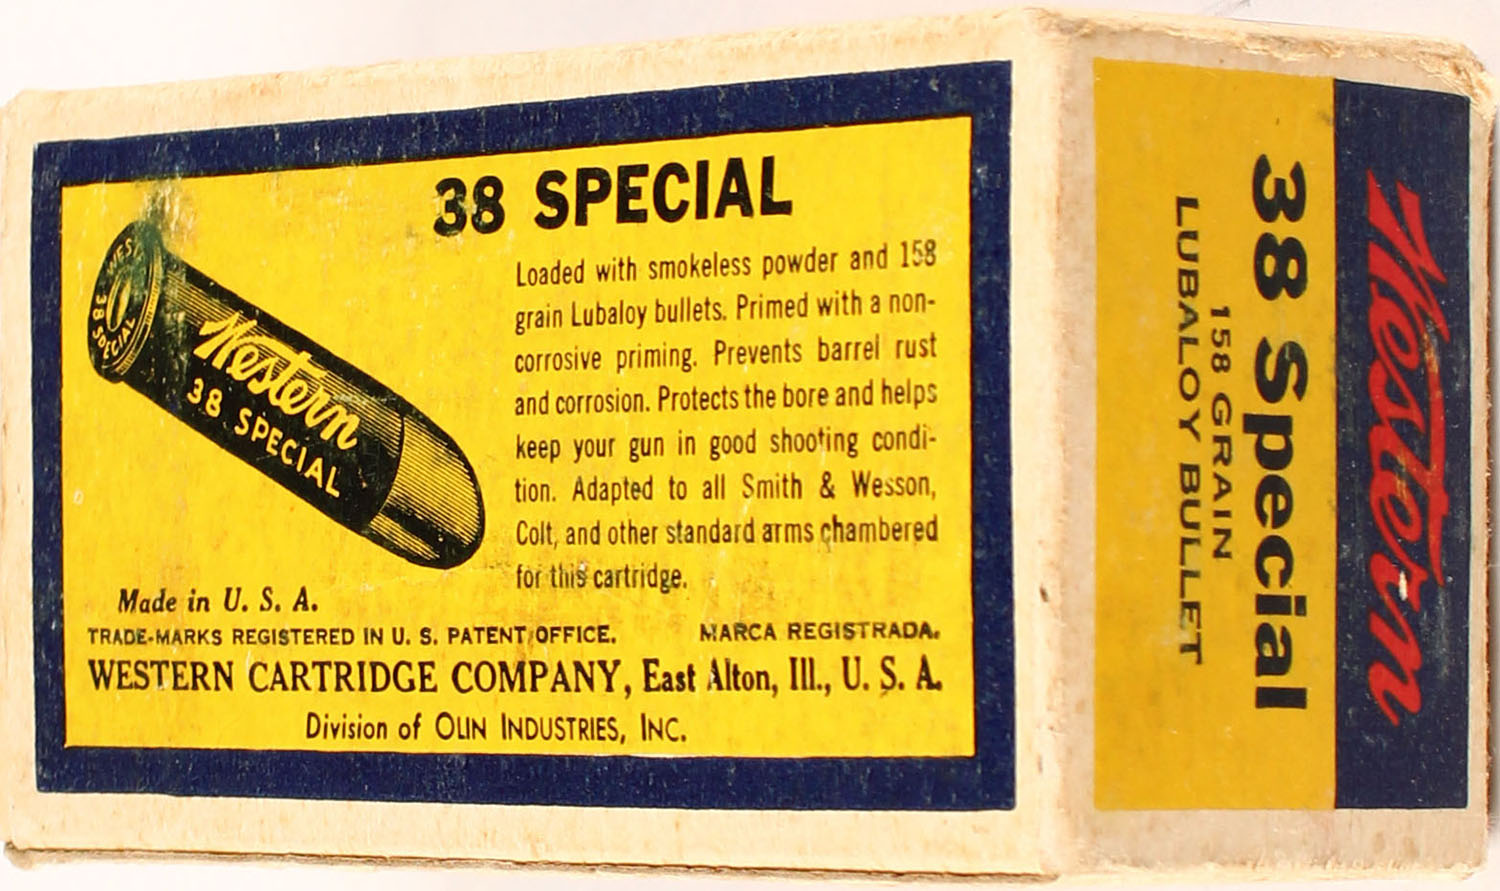 38 SPECIAL
Loaded with smokeless powder and 158
grain Lubaloy bullets. Primed with a non-
corrosive priming. Prevents barrel rust
and corrosion. Protects the bore and helps
keep your gun in good shooting condi-
tion. Adapted to all Smith & Wesson,
Colt, and other standard arms chambered
for this cartridge.
38 SPECIAL
Western
38 SPECIAL
Made in U. S. A.
TRADE-MARKS REGISTERED IN U. S. PATENT OFFICE. MARCA REGISTRADA.
WESTERN CARTRIDGE COMPANY, East Alton, Ill., U. S. A.
Division of OLIN INDUSTRIES, INC.
Western
38 Special
158 GRAIN
LUBALOY BULLET